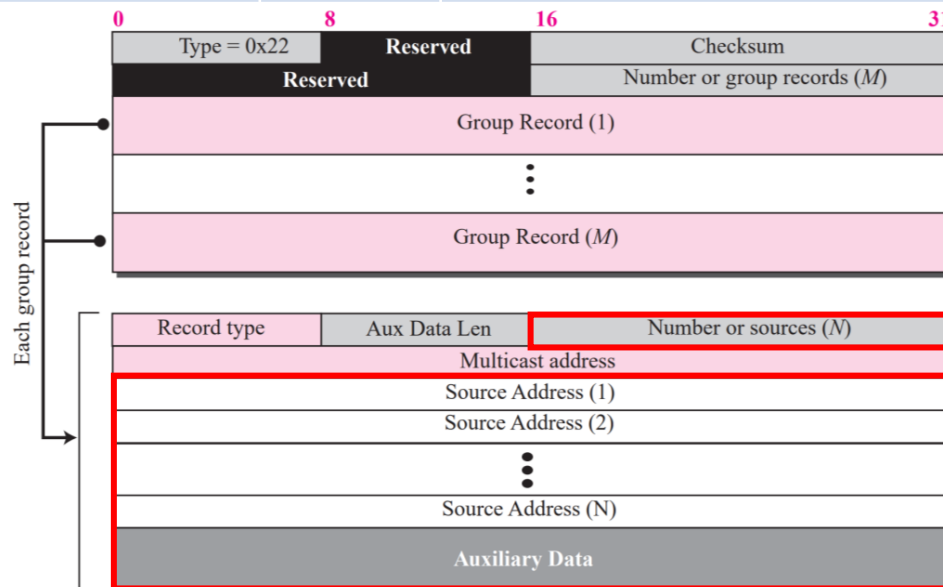 0 8 16 31
Type = 0x22 Reserved Checksum
Reserved Number or group records (M)
Group Record (1)
Group Record (M)
Each group record
Record type Aux Data Len Number or sources (N)
Multicast address
Source Address (1)
Source Address (2)
Source Address (N)
Auxiliary Data